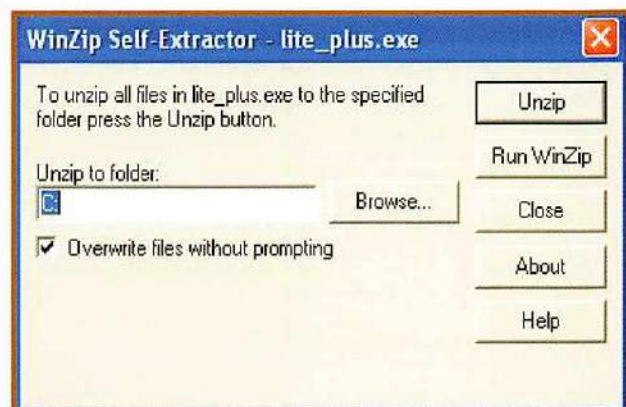 WinZip Self-Extractor - lite_plus.exe
To unzip all files in lite_plus.exe to the specified
folder press the Unzip button.
Unzip to folder:
C:
Browse...
Overwrite files without prompting
Unzip
Run WinZip
Close
About
Help